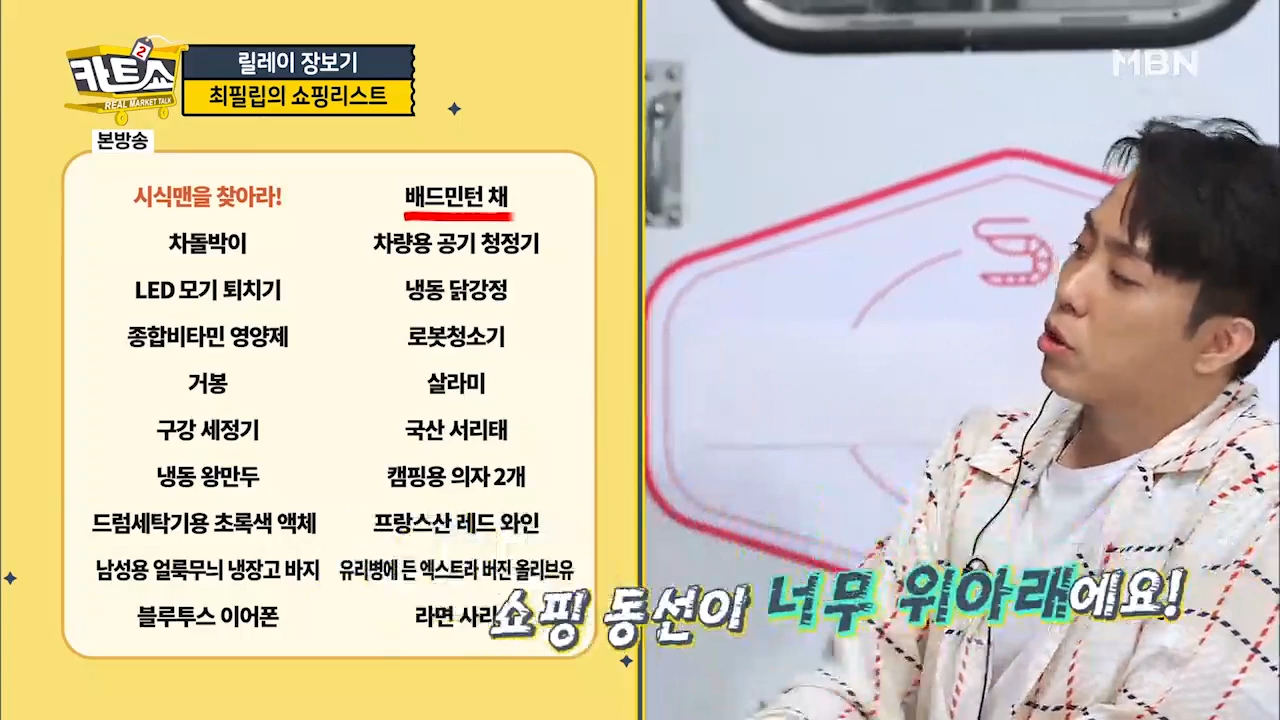 카트쇼
2
REAL MARKET TALK
릴레이 장보기
최필립의 쇼핑리스트
본방송
MBN
시식맨을 찾아라!
차돌박이
LED 모기 퇴치기
종합비타민 영양제
거봉
구강 세정기
냉동 왕만두
드럼세탁기용 초록색 액체
남성용 얼룩무늬 냉장고 바지
블루투스 이어폰
배드민턴 채
차량용 공기 청정기
냉동 닭강정
로봇청소기
살라미
국산 서리태
캠핑용 의자 2개
프랑스산 레드 와인
유리병에 든 엑스트라 버진 올리브유
라면 사리
쇼핑 동선이 너무 위아래에요!